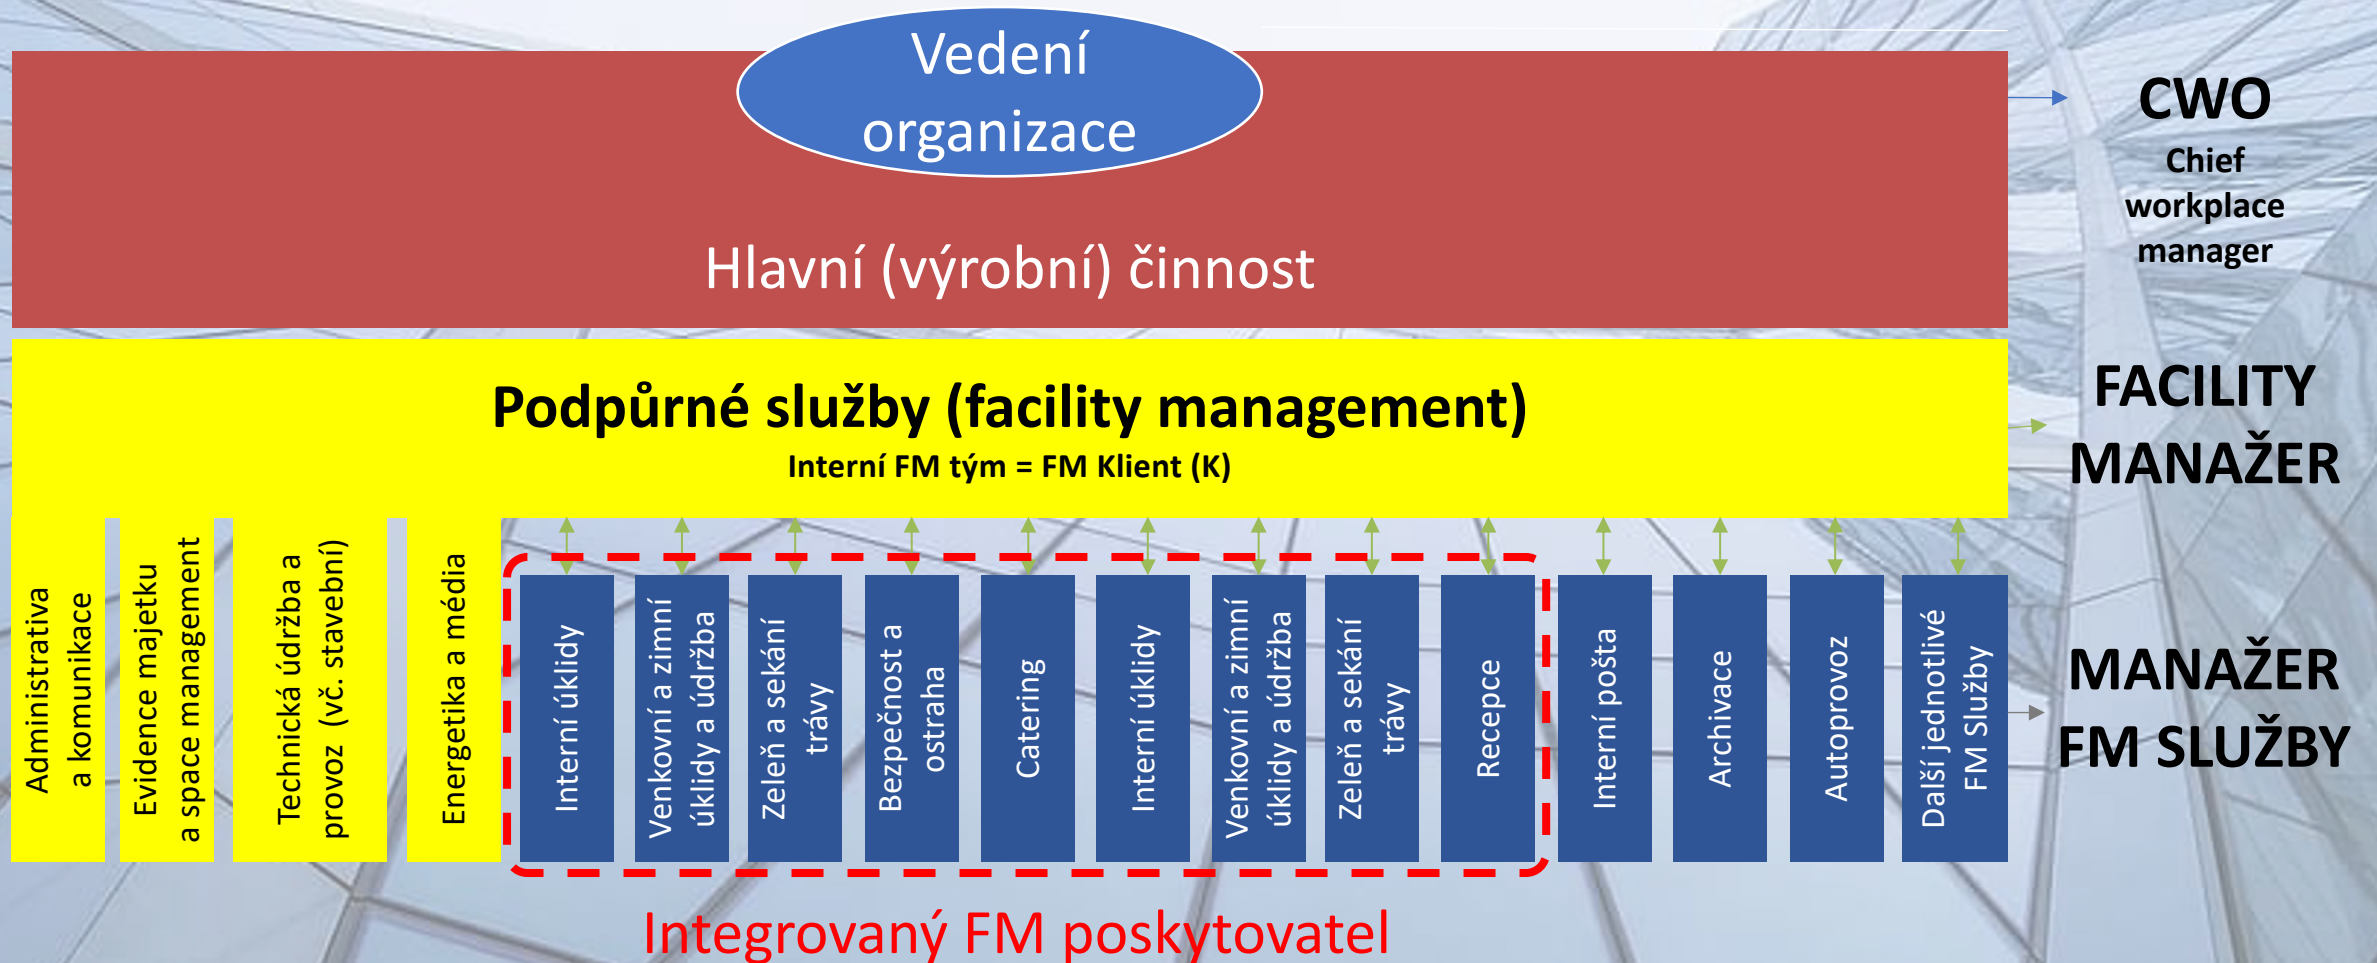 Vedení
organizace
Hlavní (výrobní) činnost
CWO
Chief
workplace
manager
Podpůrné služby (facility management)
Interní FM tým = FM Klient (K)
FACILITY
MANAŽER
Administrativa
a komunikace
Evidence majetku
a space management
Technická údržba a
provoz (vč. stavební)
Energetika a média
Interní úklidy
Venkovní a zimní
úklidy a údržba
Zeleň a sekání
trávy
Bezpečnost a
ostraha
Catering
Interní úklidy
Venkovní a zimní
úklidy a údržba
Zeleň a sekání
trávy
Recepce
Interní pošta
Archivace
Autoprovoz
Další jednotlivé
FM Služby
MANAŽER
FM SLUŽBY
Integrovaný FM poskytovatel